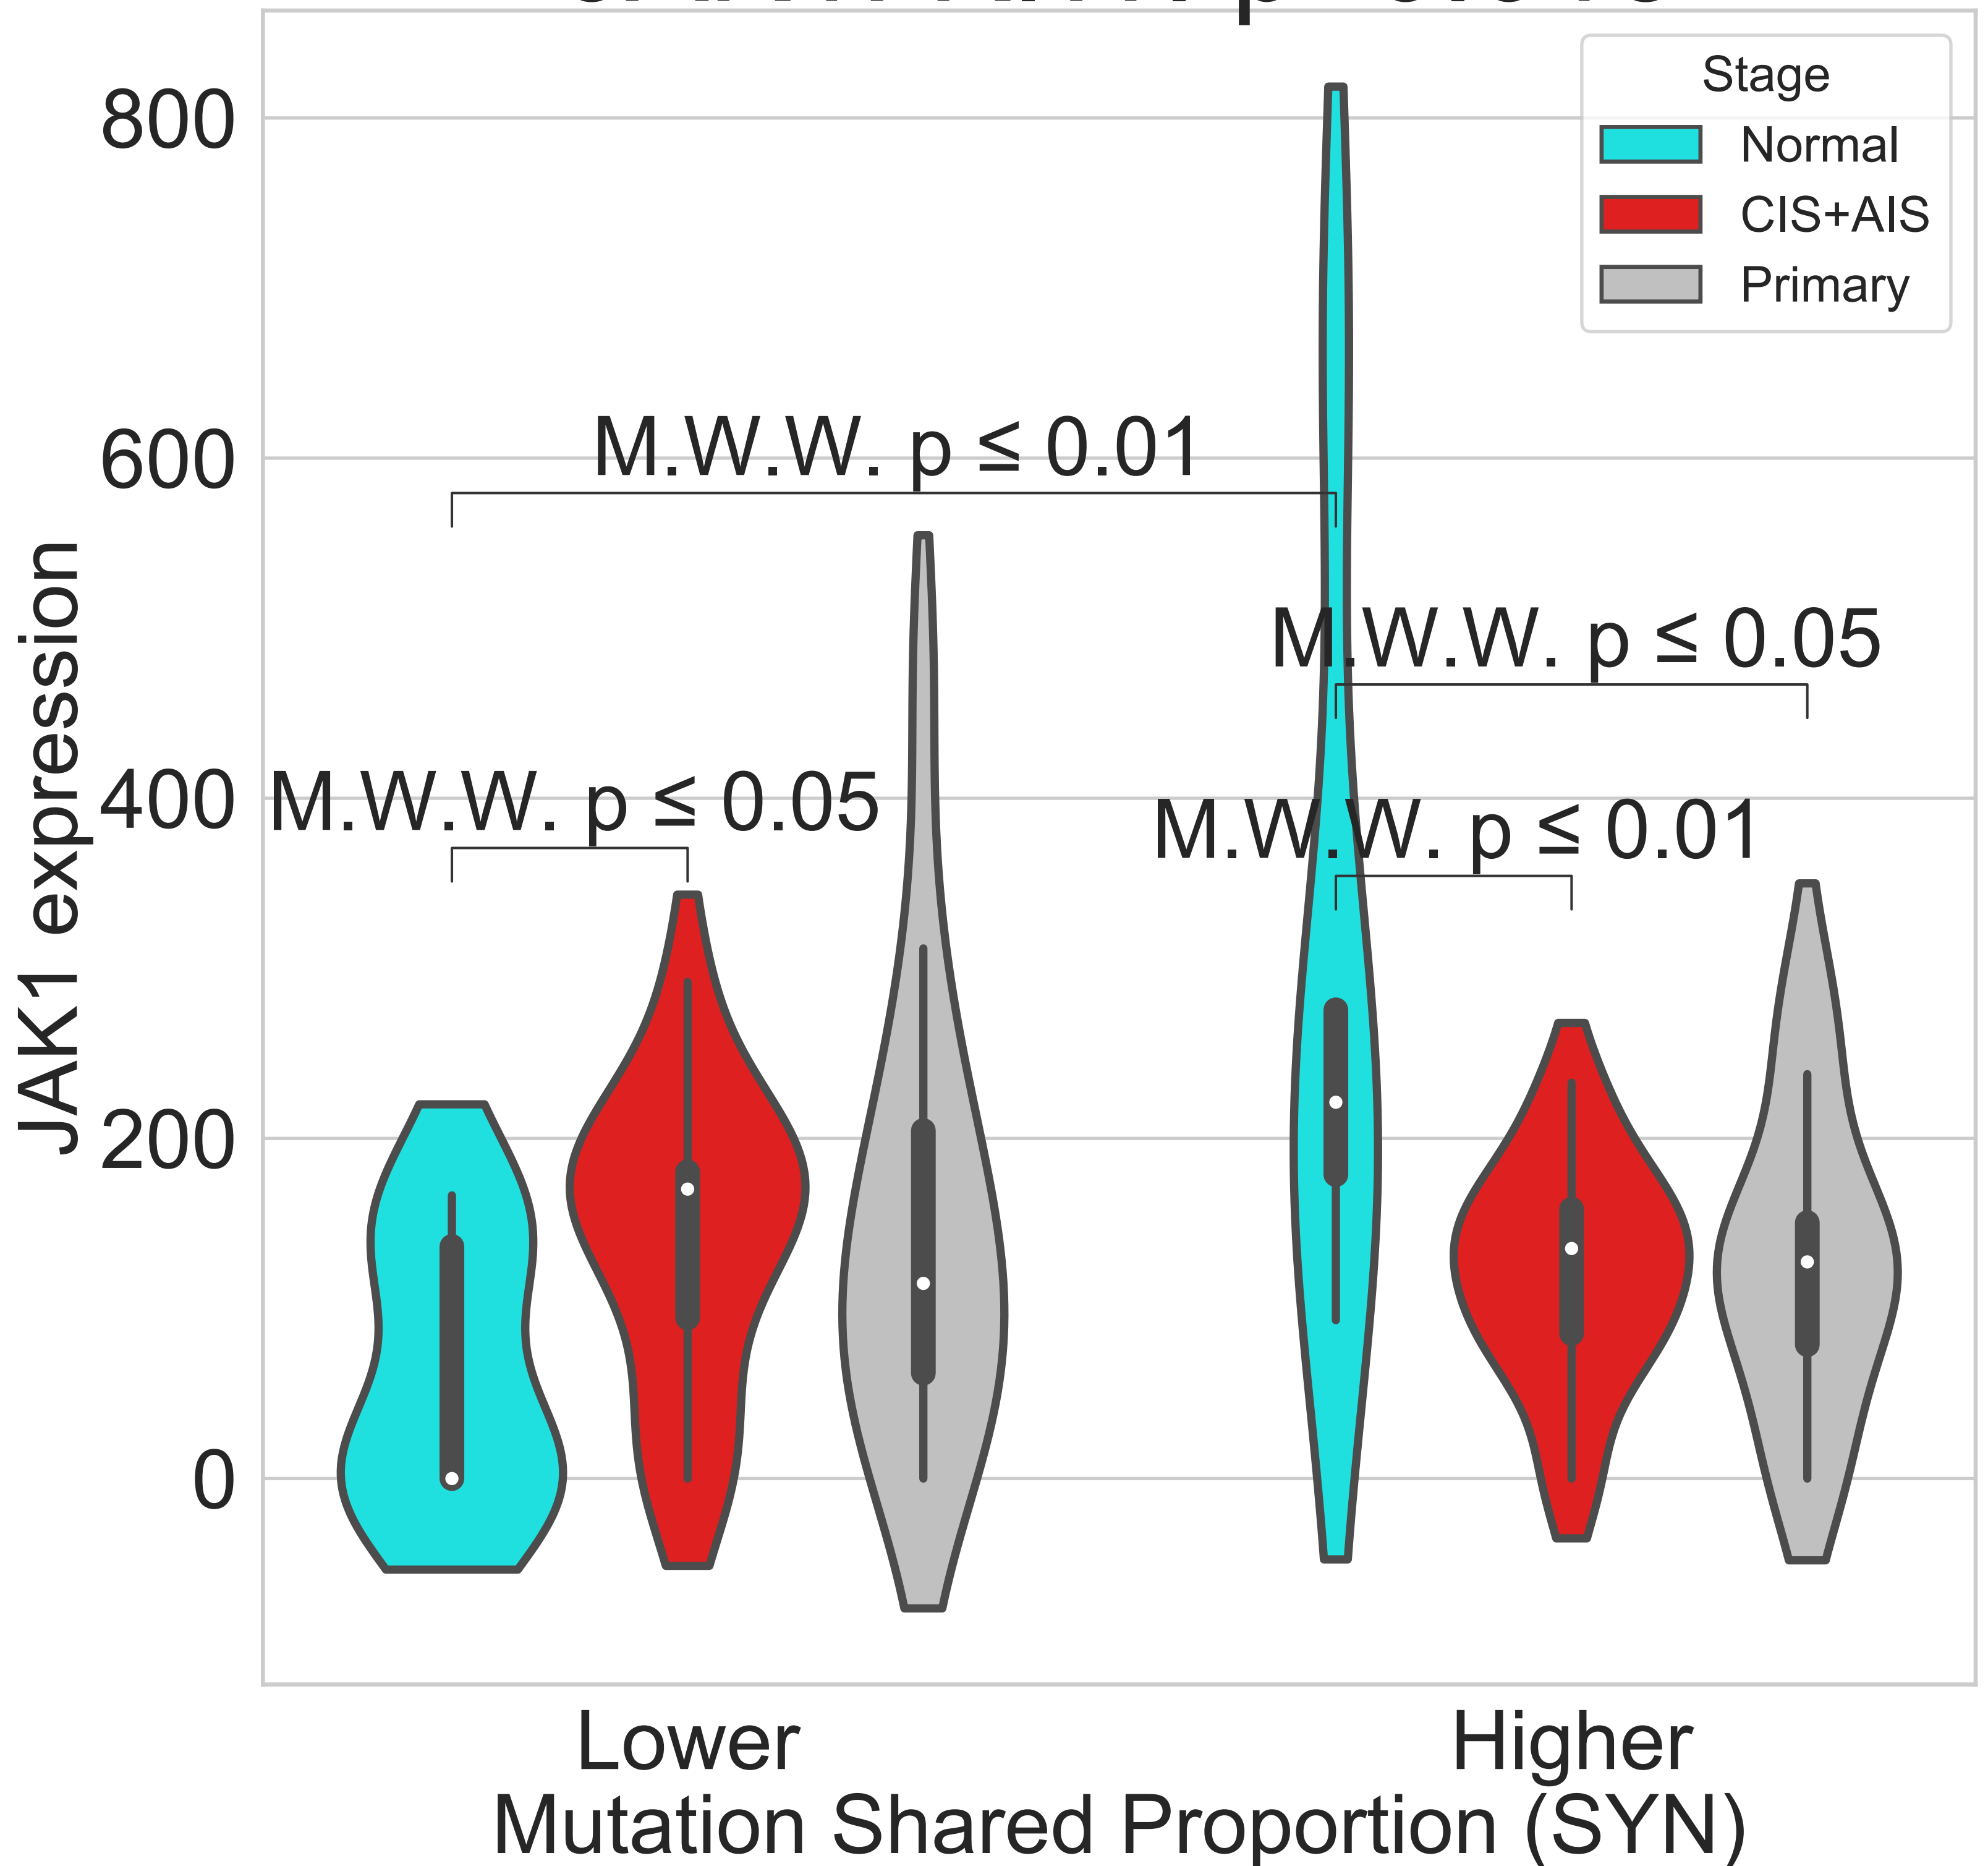 Stage
Normal
CIS+AIS
Primary
800
600
400
200
0
JAK1 expression
M.W.W. p ≤ 0.01
M.W.W. p ≤ 0.05
M.W.W. p ≤ 0.05
M.W.W. p ≤ 0.01
Lower
Higher
Mutation Shared Proportion (SYN)